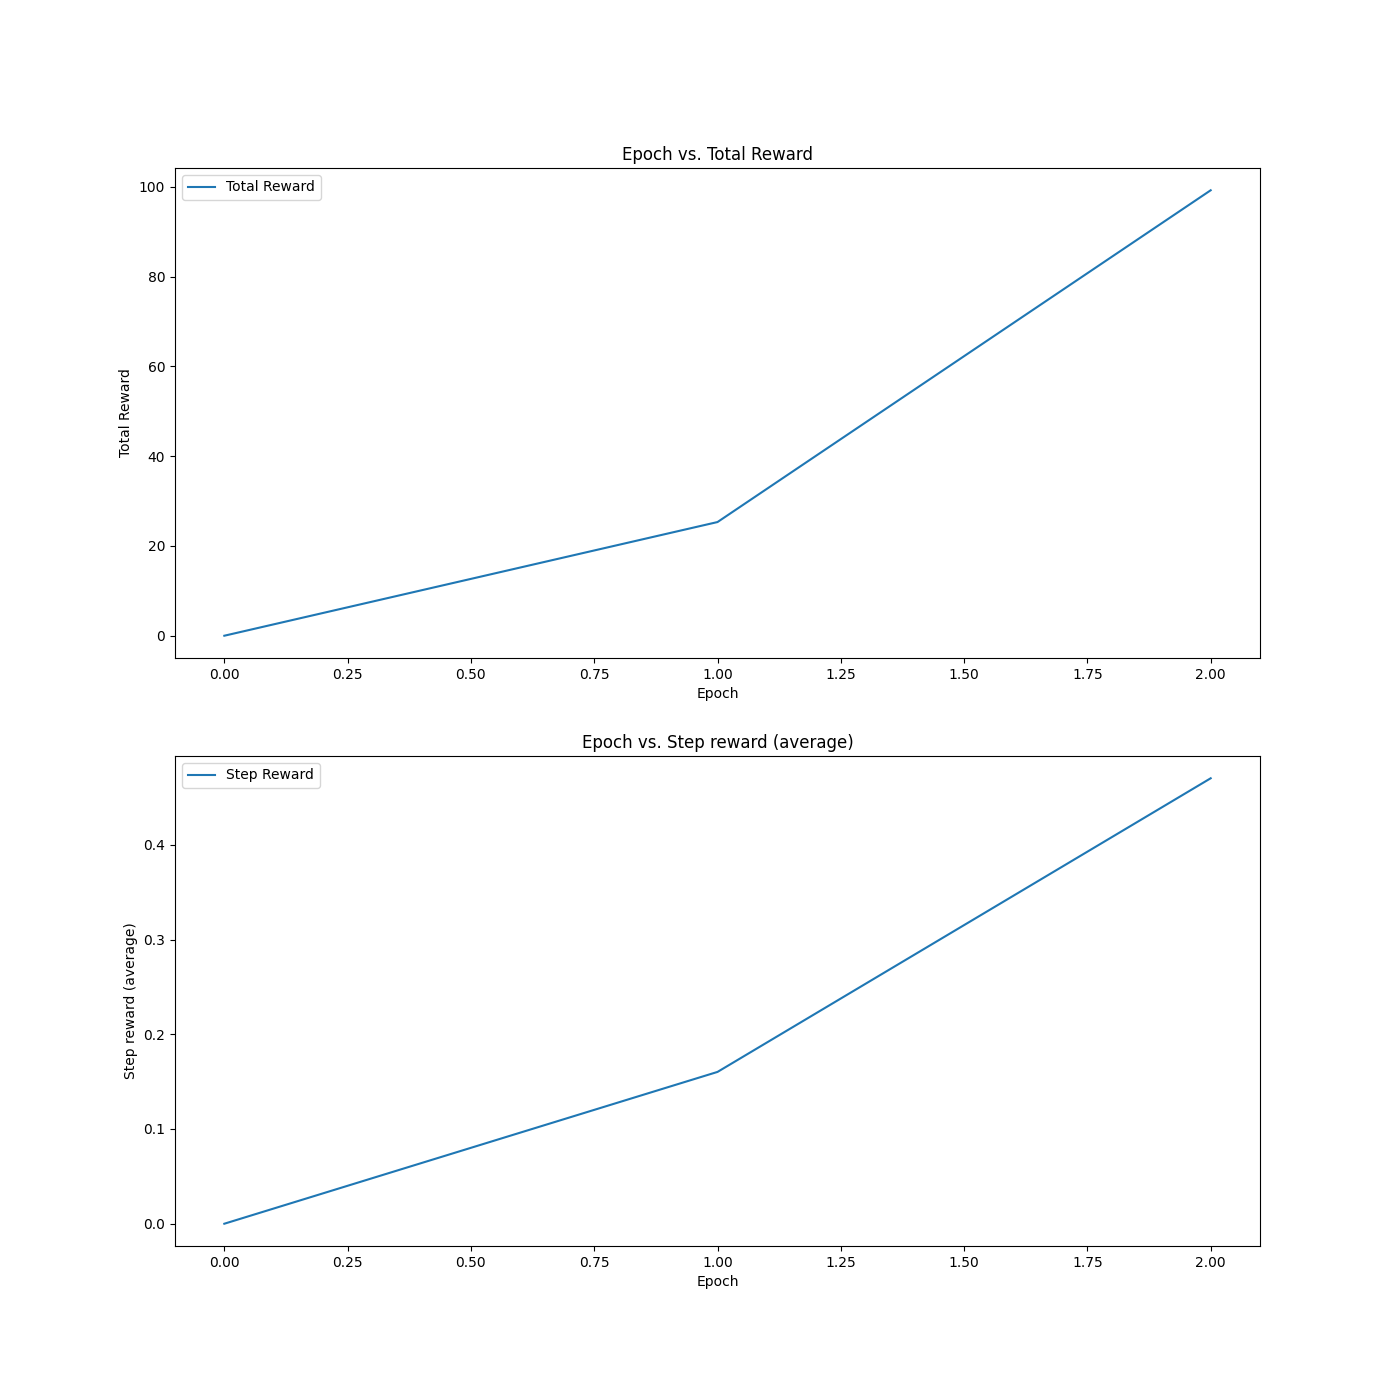 Epoch vs. Total Reward
Total Reward
100
80
60
40
20
0
Total Reward
0.00 0.25 0.50 0.75 1.00 1.25 1.50 1.75 2.00
Epoch
Epoch vs. Step reward (average)
Step Reward
0.4
0.3
0.2
0.1
0.0
Step reward (average)
0.00 0.25 0.50 0.75 1.00 1.25 1.50 1.75 2.00
Epoch